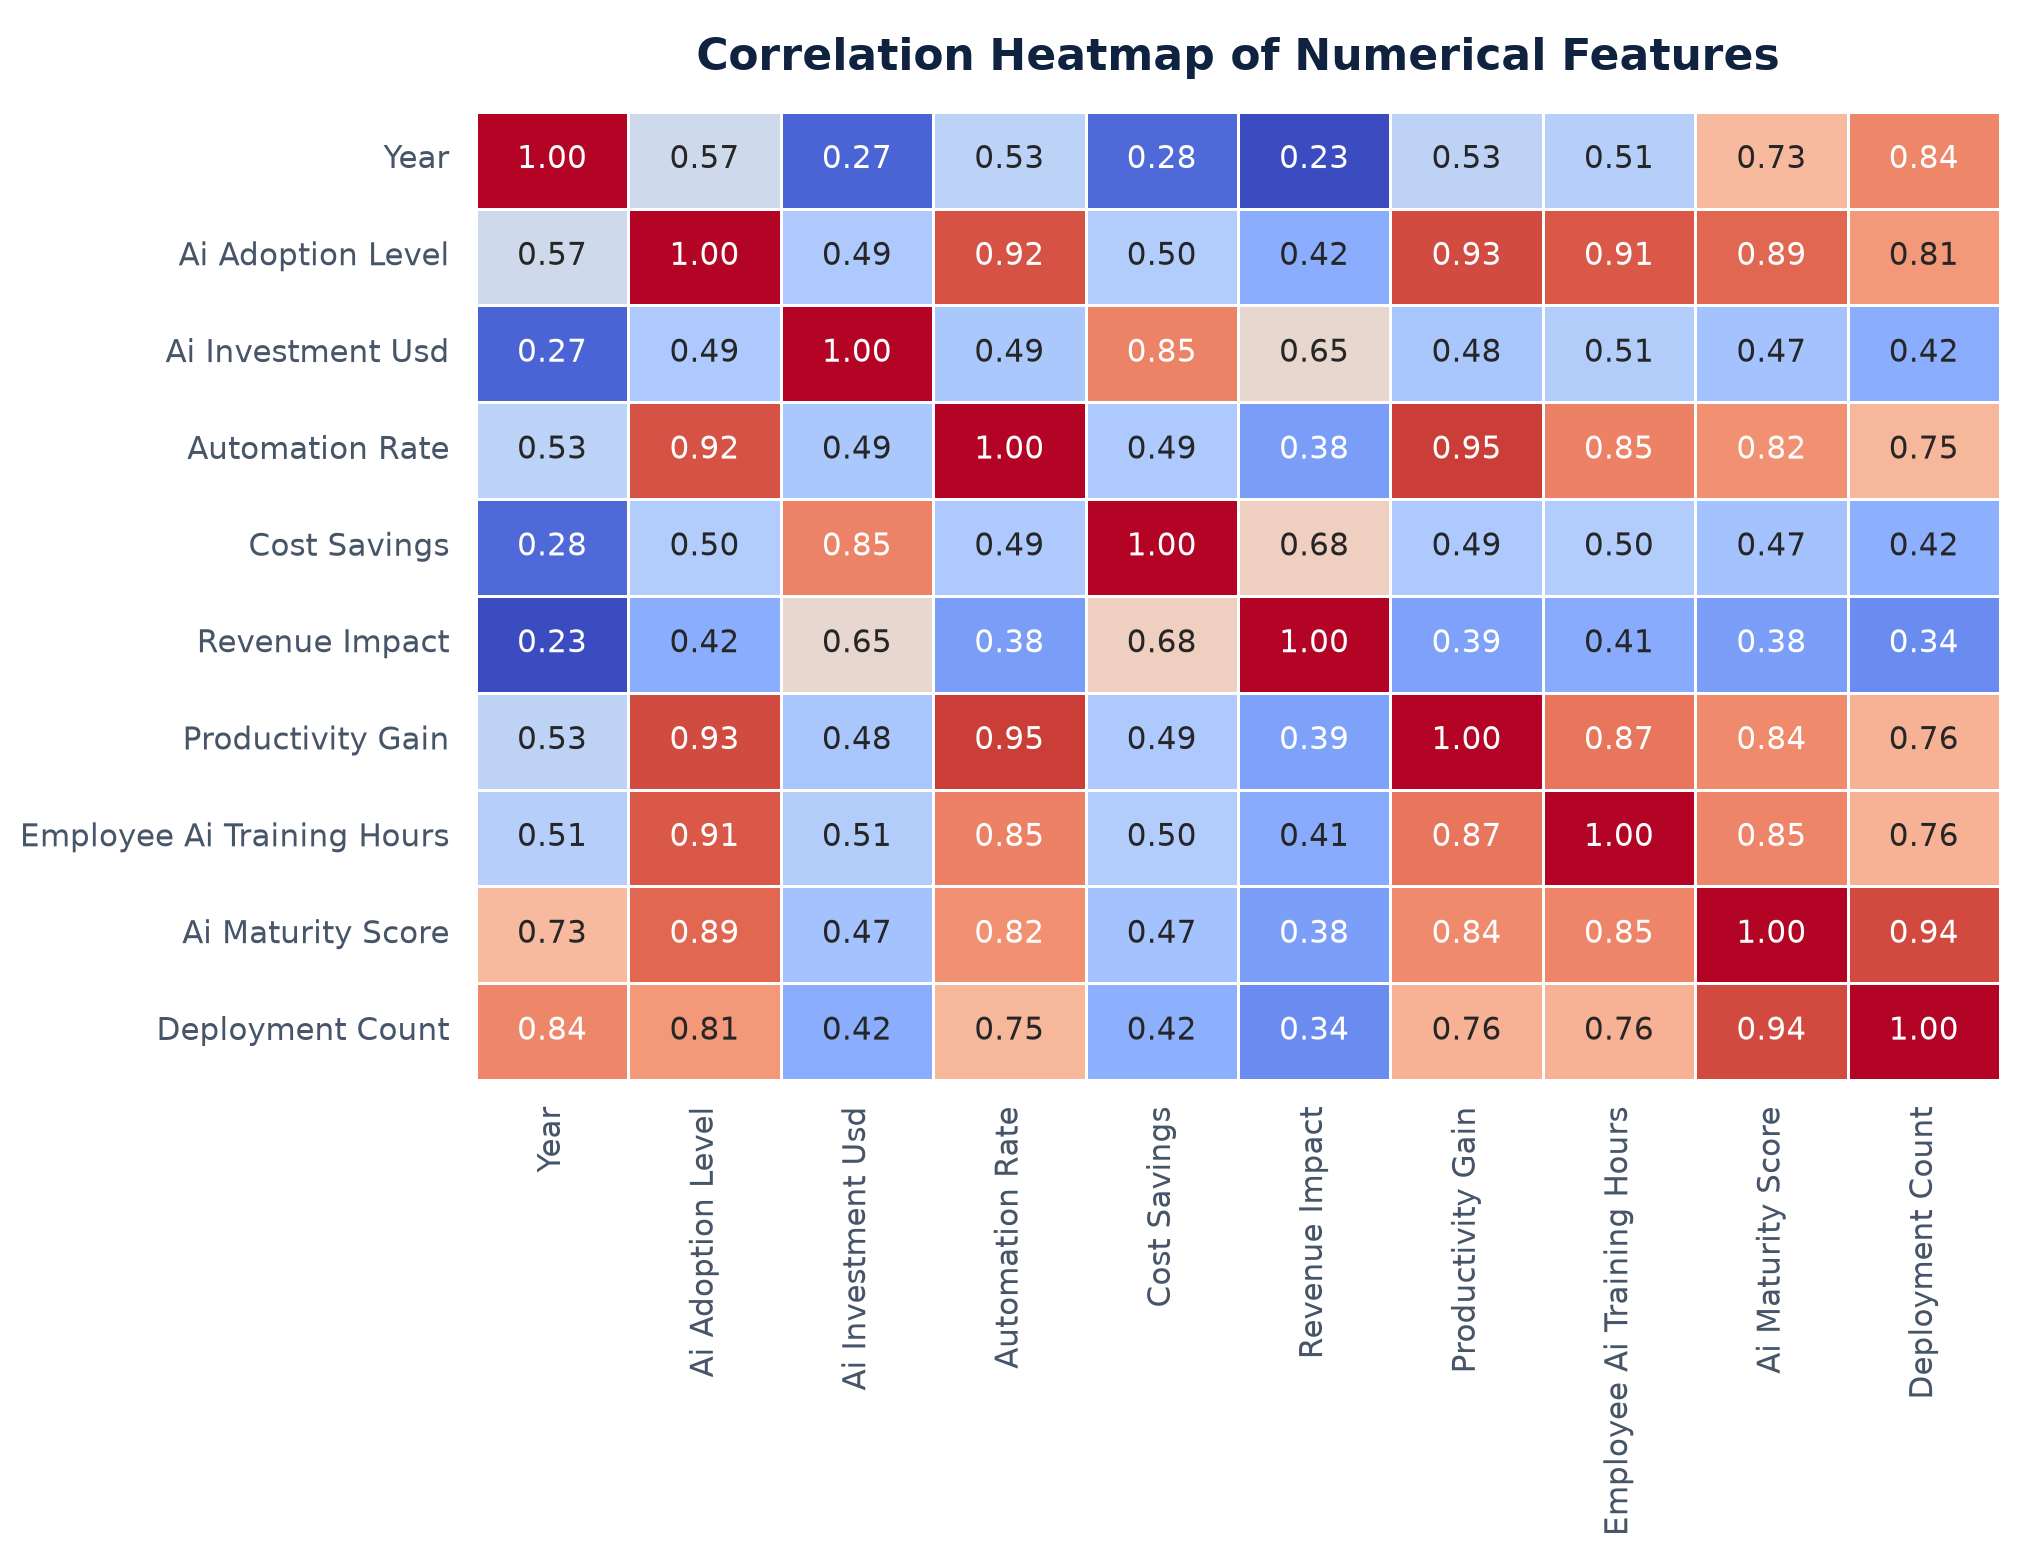 Correlation Heatmap of Numerical Features
Year 1.00 0.57 0.27 0.53 0.28 0.23 0.53 0.51 0.73 0.84
Ai Adoption Level 0.57 1.00 0.49 0.92 0.50 0.42 0.93 0.91 0.89 0.81
Ai Investment Usd 0.27 0.49 1.00 0.49 0.85 0.65 0.48 0.51 0.47 0.42
Automation Rate 0.53 0.92 0.49 1.00 0.49 0.38 0.95 0.85 0.82 0.75
Cost Savings 0.28 0.50 0.85 0.49 1.00 0.68 0.49 0.50 0.47 0.42
Revenue Impact 0.23 0.42 0.65 0.38 0.68 1.00 0.39 0.41 0.38 0.34
Productivity Gain 0.53 0.93 0.48 0.95 0.49 0.39 1.00 0.87 0.84 0.76
Employee Ai Training Hours 0.51 0.91 0.51 0.85 0.50 0.41 0.87 1.00 0.85 0.76
Ai Maturity Score 0.73 0.89 0.47 0.82 0.47 0.38 0.84 0.85 1.00 0.94
Deployment Count 0.84 0.81 0.42 0.75 0.42 0.34 0.76 0.76 0.94 1.00
Year
Ai Adoption Level
Ai Investment Usd
Automation Rate
Cost Savings
Revenue Impact
Productivity Gain
Employee Ai Training Hours
Ai Maturity Score
Deployment Count